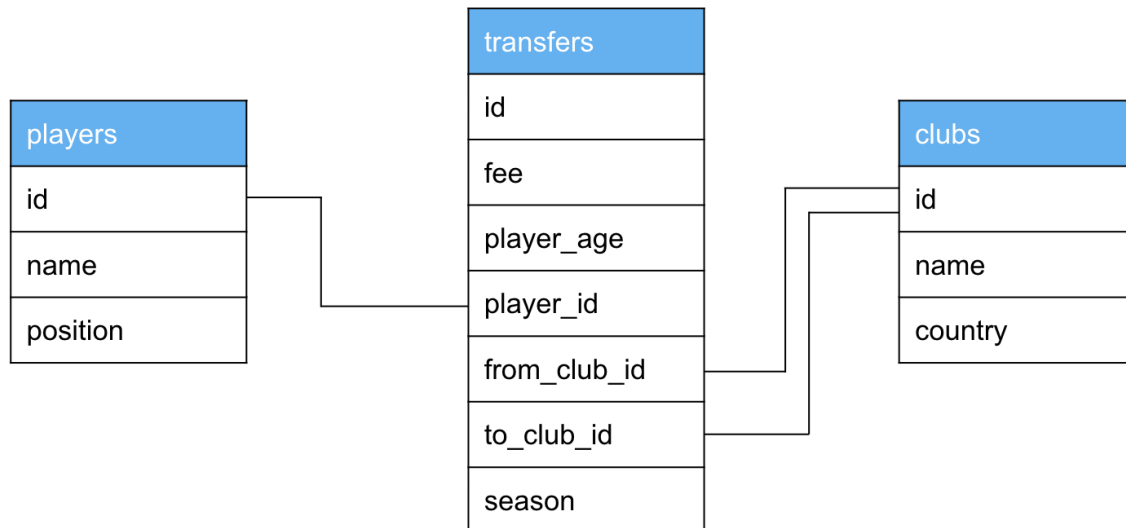 players
id
name
position
transfers
id
fee
player_age
player_id
from_club_id
to_club_id
season
clubs
id
name
country